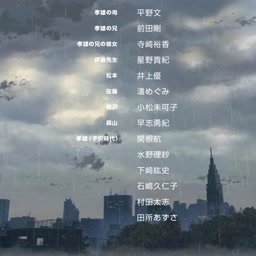 孝雄の母 平野文
孝雄の兄 前田剛
孝雄の兄の彼女 寺崎裕香
伊藤先生 星野貴紀
松本 井上優
佐藤 潘めぐみ
相沢 小松未可子
森山 早志勇紀
孝雄(子供時代) 関根航
水野理紗
下崎紘史
石嶋久仁子
村田太志
田所あずさ